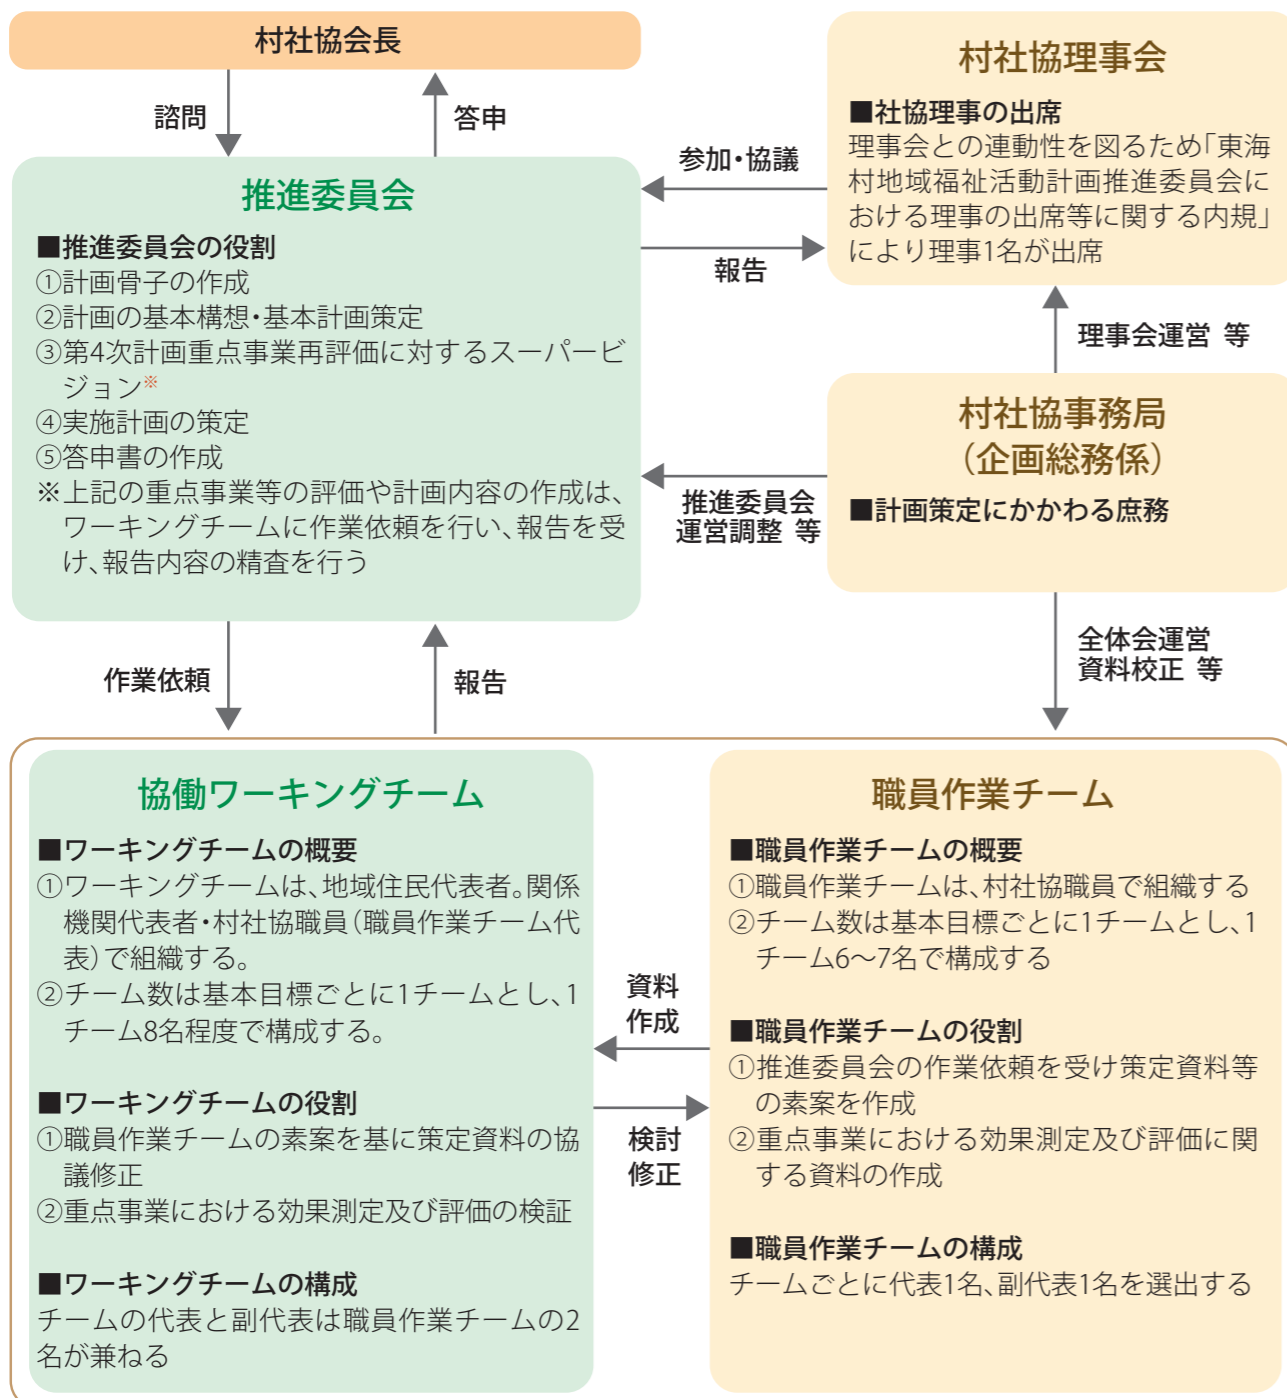 村社協会長
諮問
答申
推進委員会
■推進委員会の役割
①計画骨子の作成
②計画の基本構想・基本計画策定
③第4次計画重点事業再評価に対するスーパービ
ジョン※
④実施計画の策定
⑤答申書の作成
※上記の重点事業等の評価や計画内容の作成は、
ワーキングチームに作業依頼を行い、報告を受
け、報告内容の精査を行う
参加・協議
報告
村社協理事会
■社協理事の出席
理事会との連動性を図るため「東海
村地域福祉活動計画推進委員会に
おける理事の出席等に関する内規」
により理事1名が出席
理事会運営 等
村社協事務局
(企画総務係)
■計画策定にかかわる庶務
推進委員会
運営調整 等
全体会運営
資料校正 等
作業依頼
報告
協働ワーキングチーム
■ワーキングチームの概要
①ワーキングチームは、地域住民代表者。関係
機関代表者・村社協職員(職員作業チーム代
表)で組織する。
②チーム数は基本目標ごとに1チームとし、1
チーム8名程度で構成する。
■ワーキングチームの役割
①職員作業チームの素案を基に策定資料の協
議修正
②重点事業における効果測定及び評価の検証
■ワーキングチームの構成
チームの代表と副代表は職員作業チームの2
名が兼ねる
資料
作成
検討
修正
職員作業チーム
■職員作業チームの概要
①職員作業チームは、村社協職員で組織する
②チーム数は基本目標ごとに1チームとし、1
チーム6〜7名で構成する
■職員作業チームの役割
①推進委員会の作業依頼を受け策定資料等
の素案を作成
②重点事業における効果測定及び評価に関
する資料の作成
■職員作業チームの構成
チームごとに代表1名、副代表1名を選出する